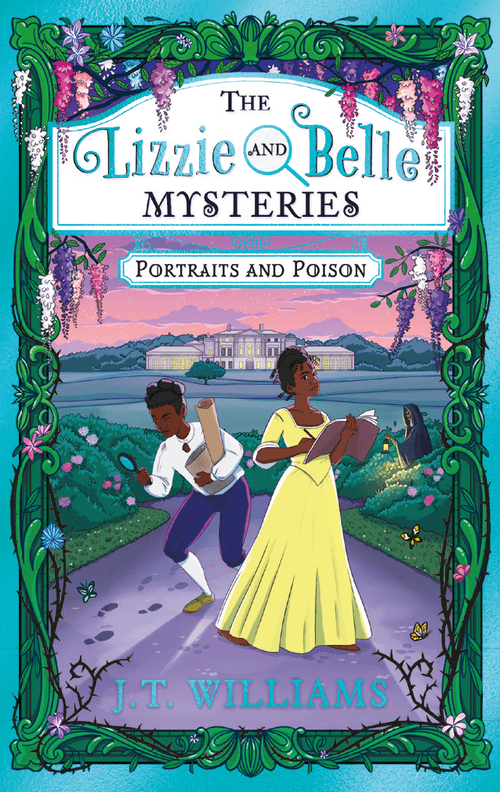 THE
Lizzie AND Belle
MYSTERIES
PORTRAITS AND POISON
J.T. WILLIAMS